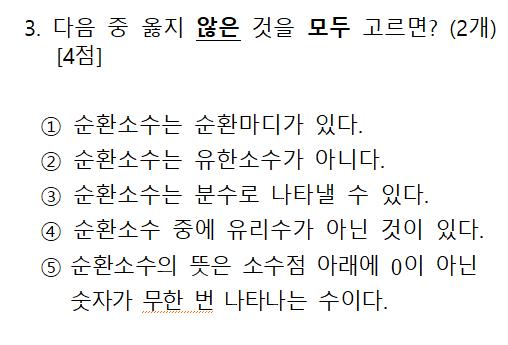 3. 다음 중 옳지 않은 것을 모두 고르면? (2개)
[4점]
① 순환소수는 순환마디가 있다.
② 순환소수는 유한소수가 아니다.
③ 순환소수는 분수로 나타낼 수 있다.
④ 순환소수 중에 유리수가 아닌 것이 있다.
⑤ 순환소수의 뜻은 소수점 아래에 0이 아닌
숫자가 무한 번 나타나는 수이다.